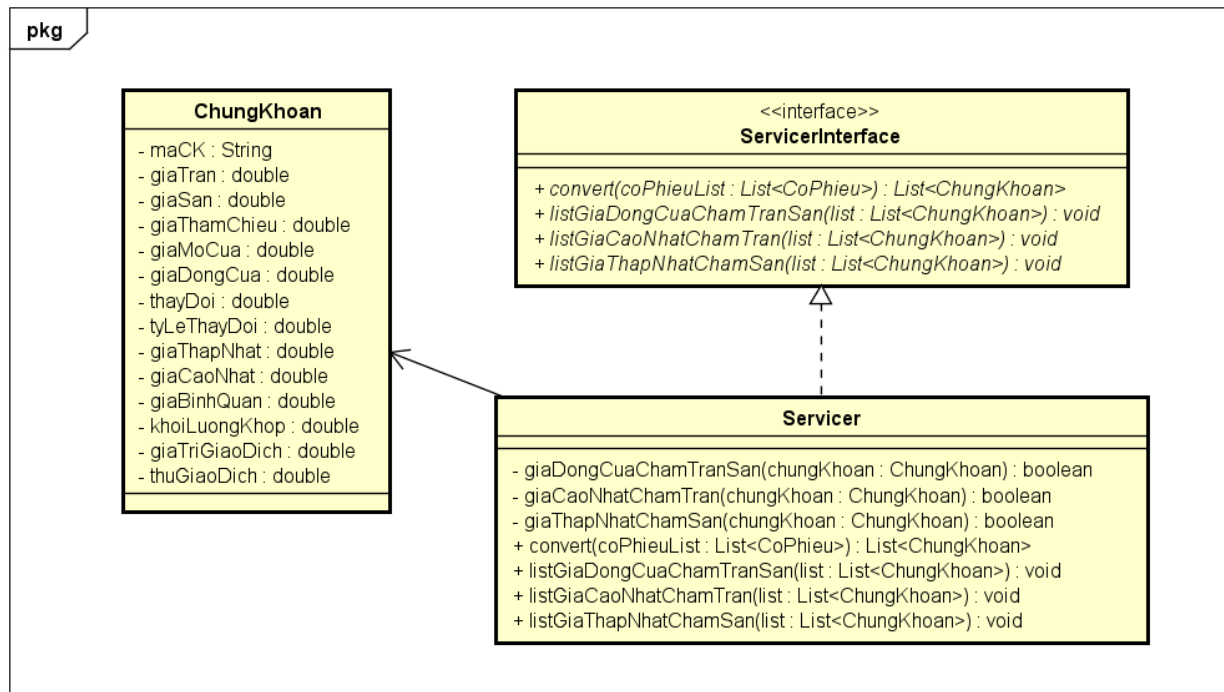 pkg
ChungKhoan
- maCK : String
- giaTran : double
- giaSan : double
- giaThamChieu : double
- giaMoCua : double
- giaDongCua : double
- thayDoi : double
- tyLeThayDoi : double
- giaThapNhat : double
- giaCaoNhat : double
- giaBinhQuan : double
- khoiLuongKhop : double
- giaTriGiaoDich : double
- thuGiaoDich : double
<<interface>>
ServicerInterface
+ convert(coPhieuList : List<CoPhieu>) : List<ChungKhoan>
+ listGiaDongCuaChamTranSan(list : List<ChungKhoan>) : void
+ listGiaCaoNhatChamTran(list : List<ChungKhoan>) : void
+ listGiaThapNhatChamSan(list : List<ChungKhoan>) : void
Servicer
- giaDongCuaChamTranSan(chungKhoan : ChungKhoan) : boolean
- giaCaoNhatChamTran(chungKhoan : ChungKhoan) : boolean
- giaThapNhatChamSan(chungKhoan : ChungKhoan) : boolean
+ convert(coPhieuList : List<CoPhieu>) : List<ChungKhoan>
+ listGiaDongCuaChamTranSan(list : List<ChungKhoan>) : void
+ listGiaCaoNhatChamTran(list : List<ChungKhoan>) : void
+ listGiaThapNhatChamSan(list : List<ChungKhoan>) : void